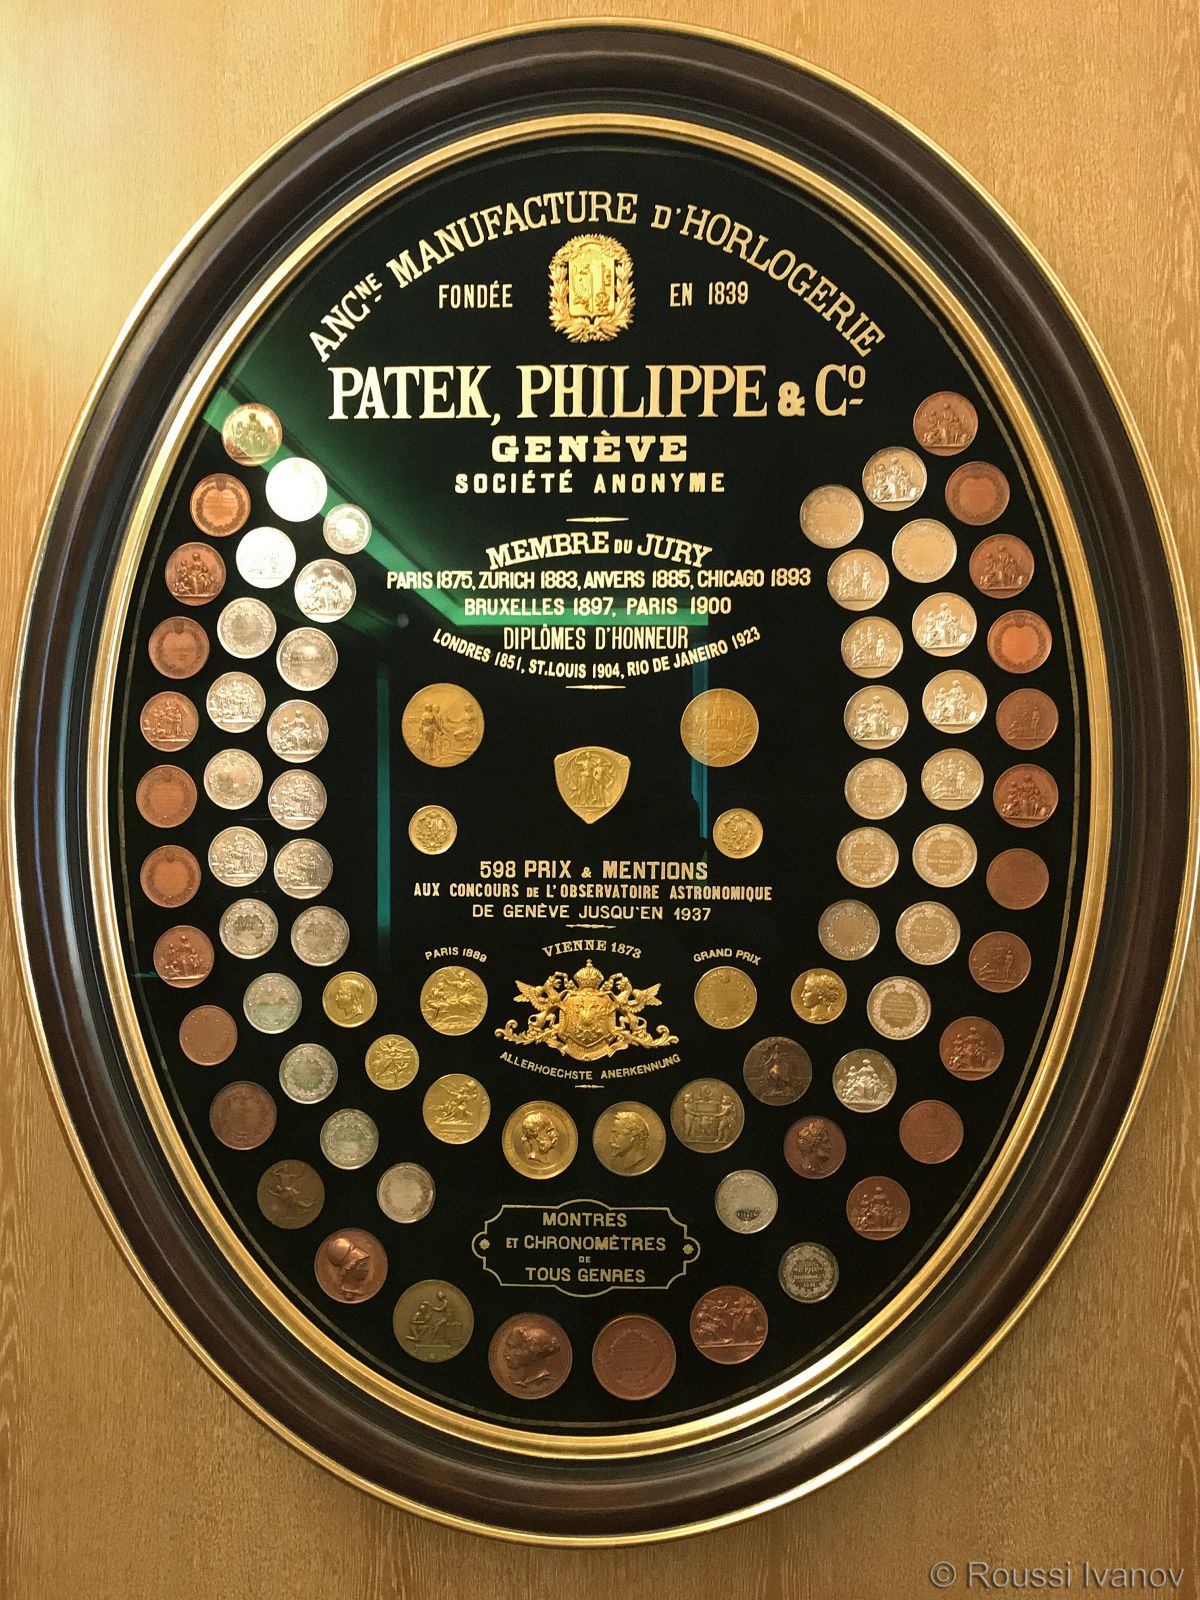 ANCNE MANUFACTURE D'HORLOGERIE
FONDÉE EN 1839
PATEK, PHILIPPE & Cº
GENÈVE
SOCIÉTÉ ANONYME
MEMBRE DU JURY
PARIS 1875, ZURICH 1883, ANVERS 1885, CHICAGO 1893
BRUXELLES 1897, PARIS 1900
DIPLÔMES D'HONNEUR
LONDRES 1851, ST. LOUIS 1904, RIO DE JANEIRO 1923
598 PRIX & MENTIONS
AUX CONCOURS DE L'OBSERVATOIRE ASTRONOMIQUE
DE GENÈVE JUSQU'EN 1937
PARIS 1889
VIENNE 1873
GRAND PRIX
ALLERHOECHSTE ANERKENNUNG
MONTRES
ET CHRONOMÈTRES
DE
TOUS GENRES
© Roussi Ivanov